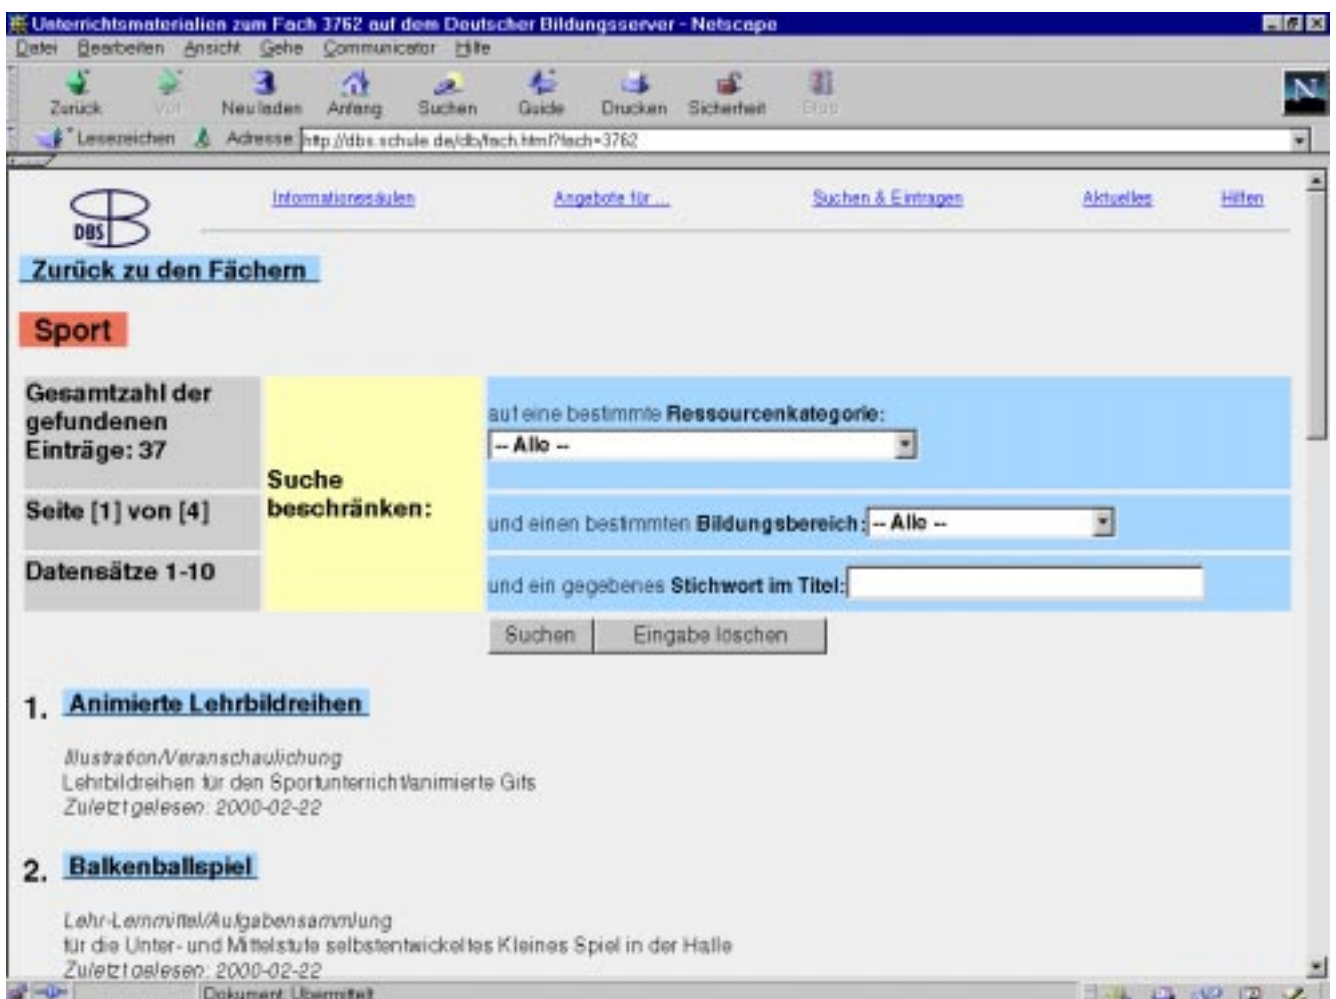 Unterrichtsmaterialien zum Fach 3762 auf dem Deutscher Bildungsserver - Netscape
Datei Bearbeiten Ansicht Gehe Communicator Hilfe
Zurück Vor Neu laden Anfang Suchen Guide Drucken Sicherheit Stop
N
Lesezeichen Adresse http://dbs.schule.de/db/fach.html?fach=3762
DBS
Informationssäulen Angebote für ... Suchen & Eintragen Aktuelles Hilfen
Zurück zu den Fächern
Sport
Gesamtzahl der
gefundenen
Einträge: 37
Seite [1] von [4]
Datensätze 1-10
Suche
beschränken:
auf eine bestimmte Ressourcenkategorie:
-- Alle --
und einen bestimmten Bildungsbereich: -- Alle --
und ein gegebenes Stichwort im Titel:
Suchen Eingabe löschen
1. Animierte Lehrbildreihen
Illustration/Veranschaulichung
Lehrbildreihen für den Sportunterricht/animierte Gifs
Zuletzt gelesen: 2000-02-22
2. Balkenballspiel
Lehr-Lernmittel/Aufgabensammlung
für die Unter- und Mittelstufe selbstentwickeltes Kleines Spiel in der Halle
Zuletzt gelesen: 2000-02-22
Dokument: Übermittelt